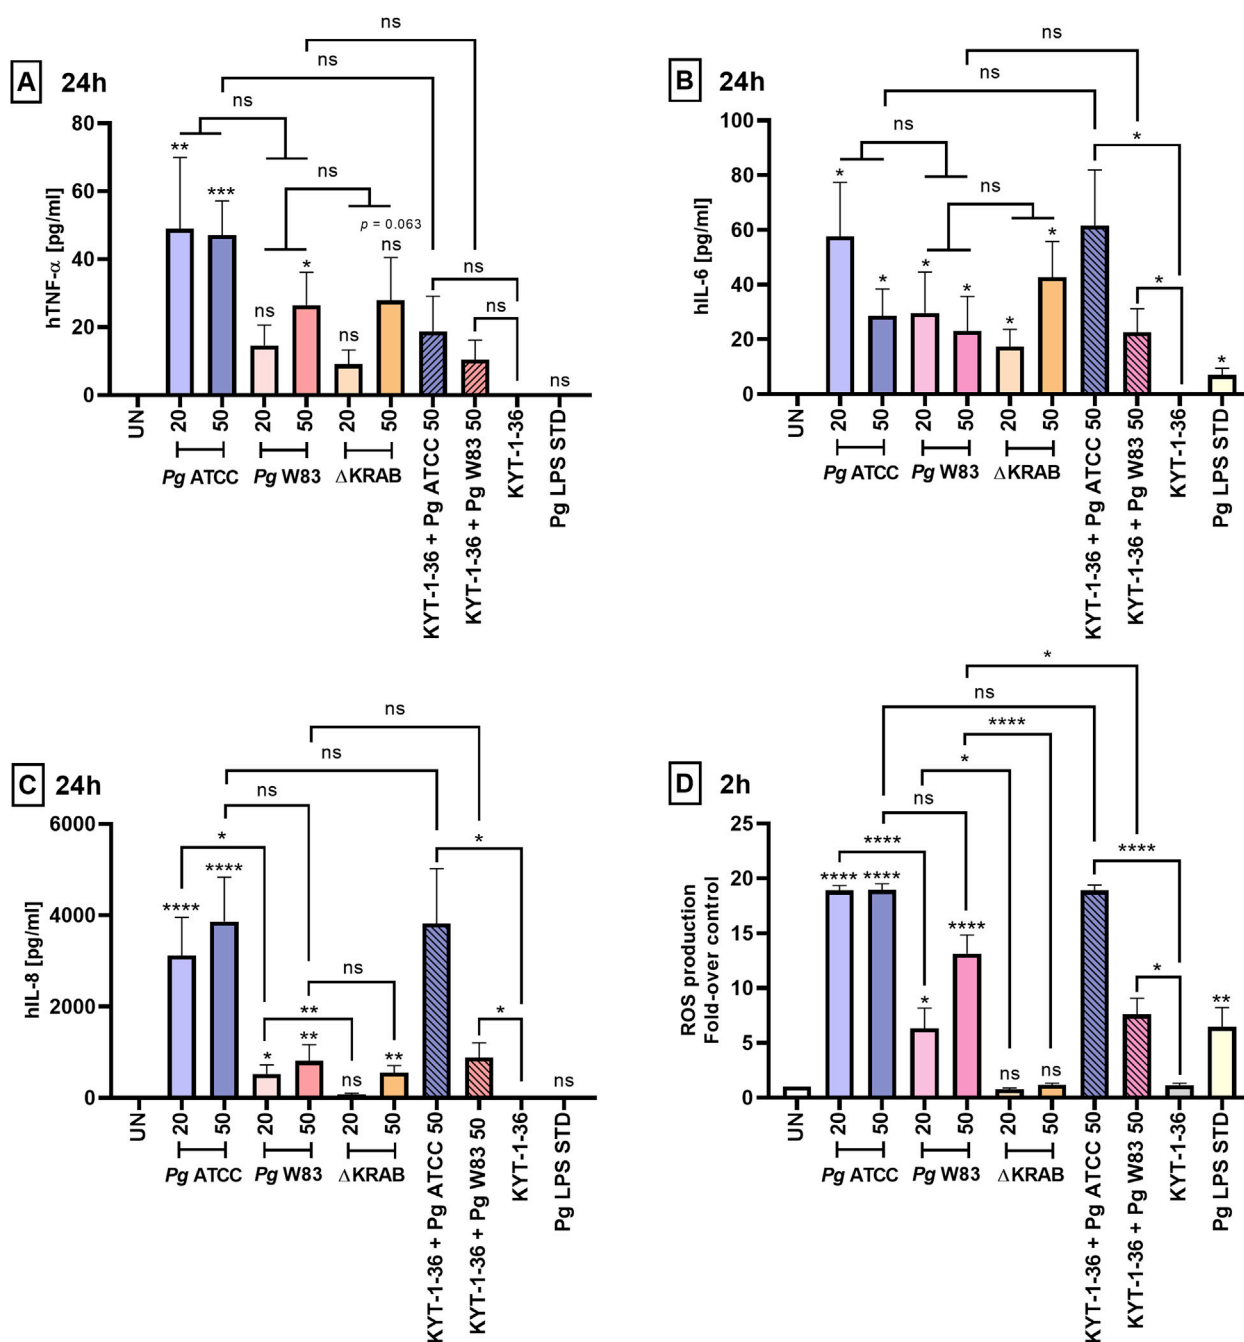 A 24h
ns
ns
ns
ns
ns
hTNF-α [pg/ml]
80
60
40
20
0
**
***
ns
*
ns
p = 0.063
ns
ns
ns
UN
20
50
20
50
20
50
Pg ATCC
Pg W83
ΔKRAB
KYT-1-36 + Pg ATCC 50
KYT-1-36 + Pg W83 50
KYT-1-36
Pg LPS STD
B 24h
ns
ns
ns
ns
*
*
hIL-6 [pg/ml]
100
80
60
40
20
0
*
*
*
*
*
*
*
UN
20
50
20
50
20
50
Pg ATCC
Pg W83
ΔKRAB
KYT-1-36 + Pg ATCC 50
KYT-1-36 + Pg W83 50
KYT-1-36
Pg LPS STD
C 24h
ns
ns
ns
*
*
ns
**
*
hIL-8 [pg/ml]
6000
4000
2000
0
****
****
*
**
ns
**
ns
UN
20
50
20
50
20
50
Pg ATCC
Pg W83
ΔKRAB
KYT-1-36 + Pg ATCC 50
KYT-1-36 + Pg W83 50
KYT-1-36
Pg LPS STD
D 2h
*
ns
****
*
ns
****
****
*
ROS production
Fold-over control
25
20
15
10
5
0
****
****
*
****
ns
ns
**
UN
20
50
20
50
20
50
Pg ATCC
Pg W83
ΔKRAB
KYT-1-36 + Pg ATCC 50
KYT-1-36 + Pg W83 50
KYT-1-36
Pg LPS STD